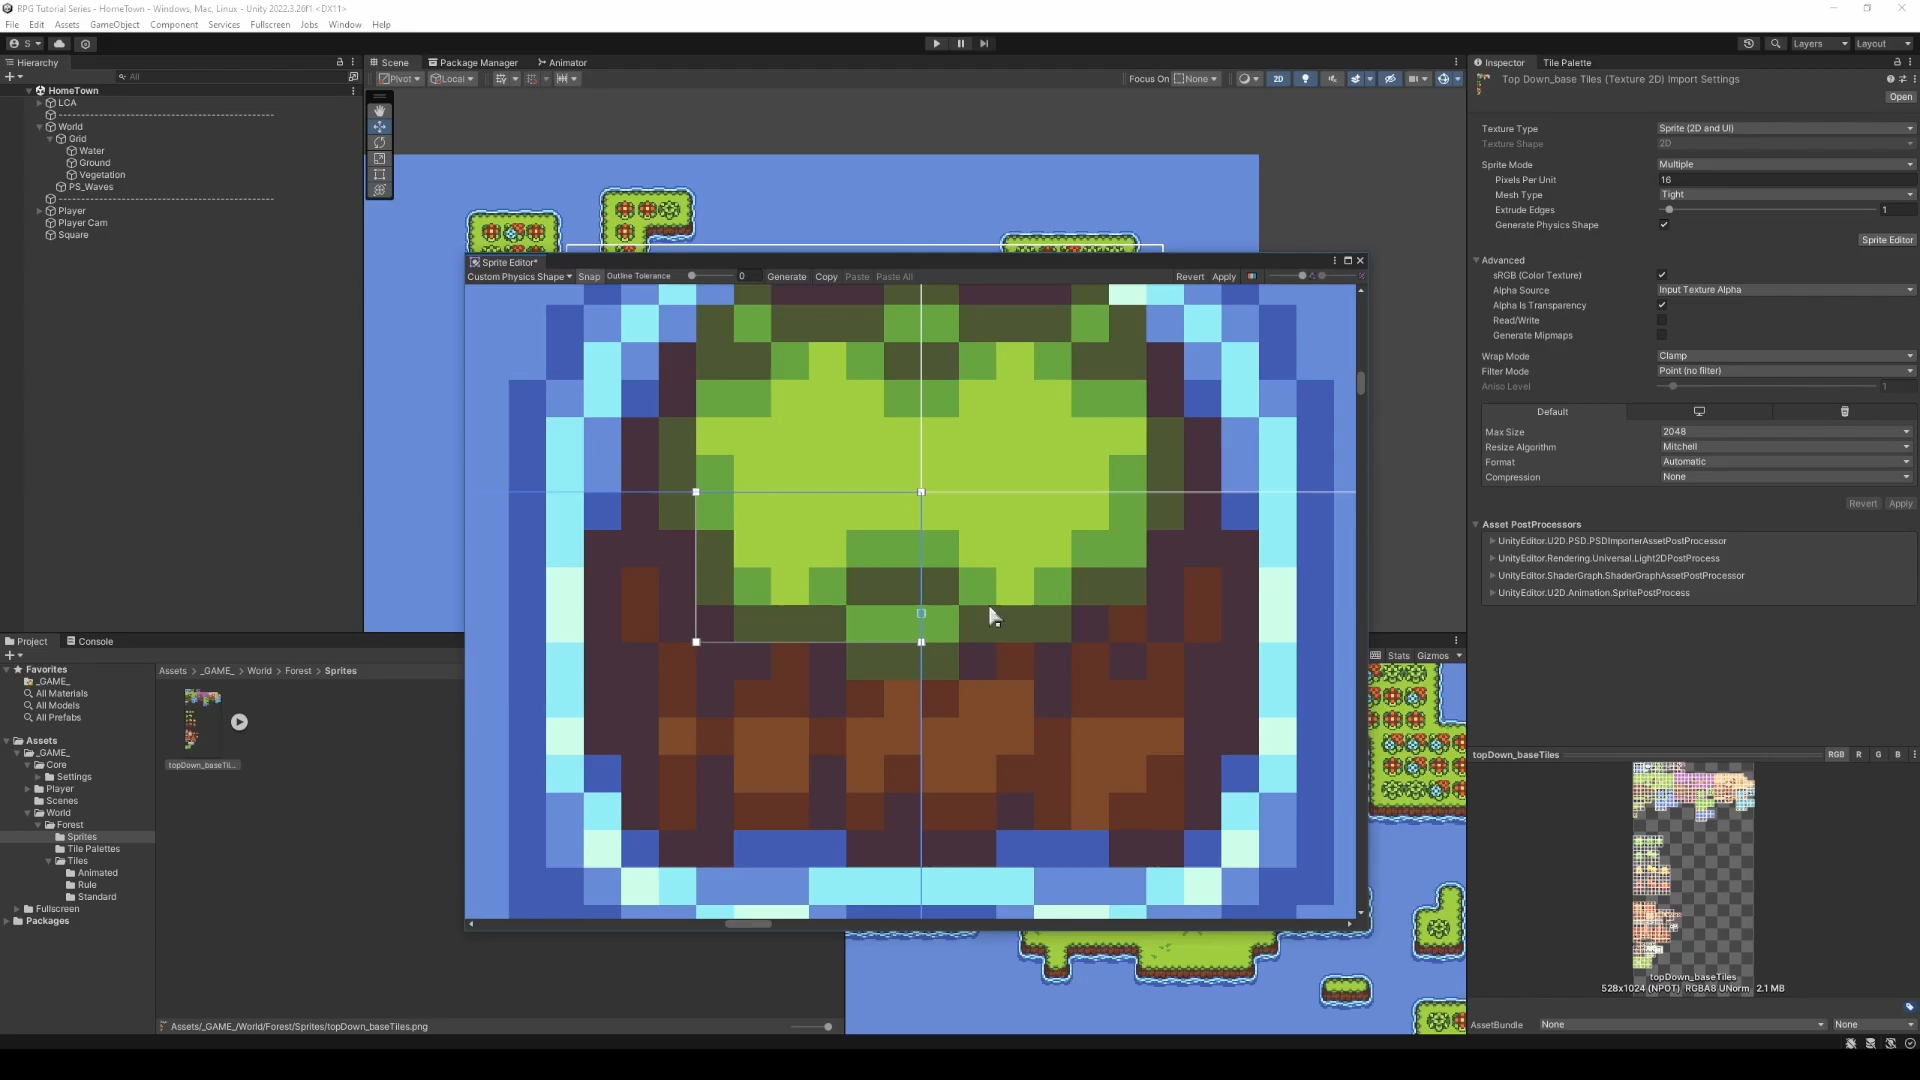 RPG Tutorial Series - HomeTown - Windows, Mac, Linux - Unity 2022.3.26f1 <DX11>
File Edit Assets GameObject Component Services Fullscreen Jobs Window Help
S Layers Layout
Hierarchy
All
HomeTown
LCA
World
Grid
Water
Ground
Vegetation
PS_Waves
Player
Player Cam
Square
Scene Package Manager Animator
Pivot Local Focus On None 2D
Sprite Editor*
Custom Physics Shape Snap Outline Tolerance 0 Generate Copy Paste Paste All Revert Apply
Inspector Tile Palette
Top Down_base Tiles (Texture 2D) Import Settings
Open
Texture Type Sprite (2D and UI)
Texture Shape 2D
Sprite Mode Multiple
Pixels Per Unit 16
Mesh Type Tight
Extrude Edges 1
Generate Physics Shape
Sprite Editor
Advanced
sRGB (Color Texture)
Alpha Source Input Texture Alpha
Alpha Is Transparency
Read/Write
Generate Mipmaps
Wrap Mode Clamp
Filter Mode Point (no filter)
Aniso Level 1
Default
Max Size 2048
Resize Algorithm Mitchell
Format Automatic
Compression None
Revert Apply
Asset PostProcessors
UnityEditor.U2D.PSD.PSDImporterAssetPostProcessor
UnityEditor.Rendering.Universal.Light2DPostProcess
UnityEditor.ShaderGraph.ShaderGraphAssetPostProcessor
UnityEditor.U2D.Animation.SpritePostProcess
Project Console
Favorites
_GAME_
All Materials
All Models
All Prefabs
Assets
_GAME_
Core
Settings
Player
Scenes
World
Forest
Sprites
Tile Palettes
Tiles
Animated
Rule
Standard
Fullscreen
Packages
Assets > _GAME_ > World > Forest > Sprites
topDown_baseTil...
Assets/_GAME_/World/Forest/Sprites/topDown_baseTiles.png
Stats Gizmos
topDown_baseTiles RGB R G B
topDown_baseTiles
528x1024 (NPOT) RGBA8 UNorm 2.1 MB
AssetBundle None None